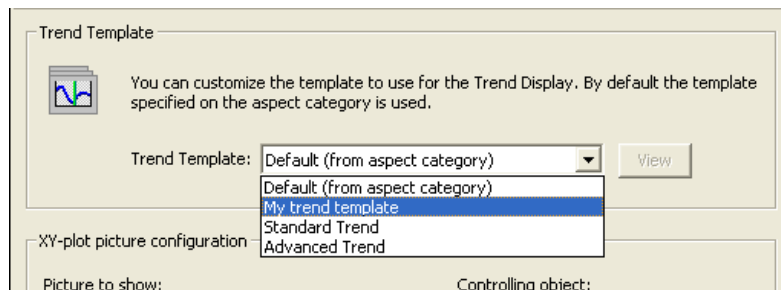 Trend Template
You can customize the template to use for the Trend Display. By default the template
specified on the aspect category is used.
Trend Template: Default (from aspect category) View
Default (from aspect category)
My trend template
Standard Trend
Advanced Trend
XY-plot picture configuration
Picture to show: Controlling object: